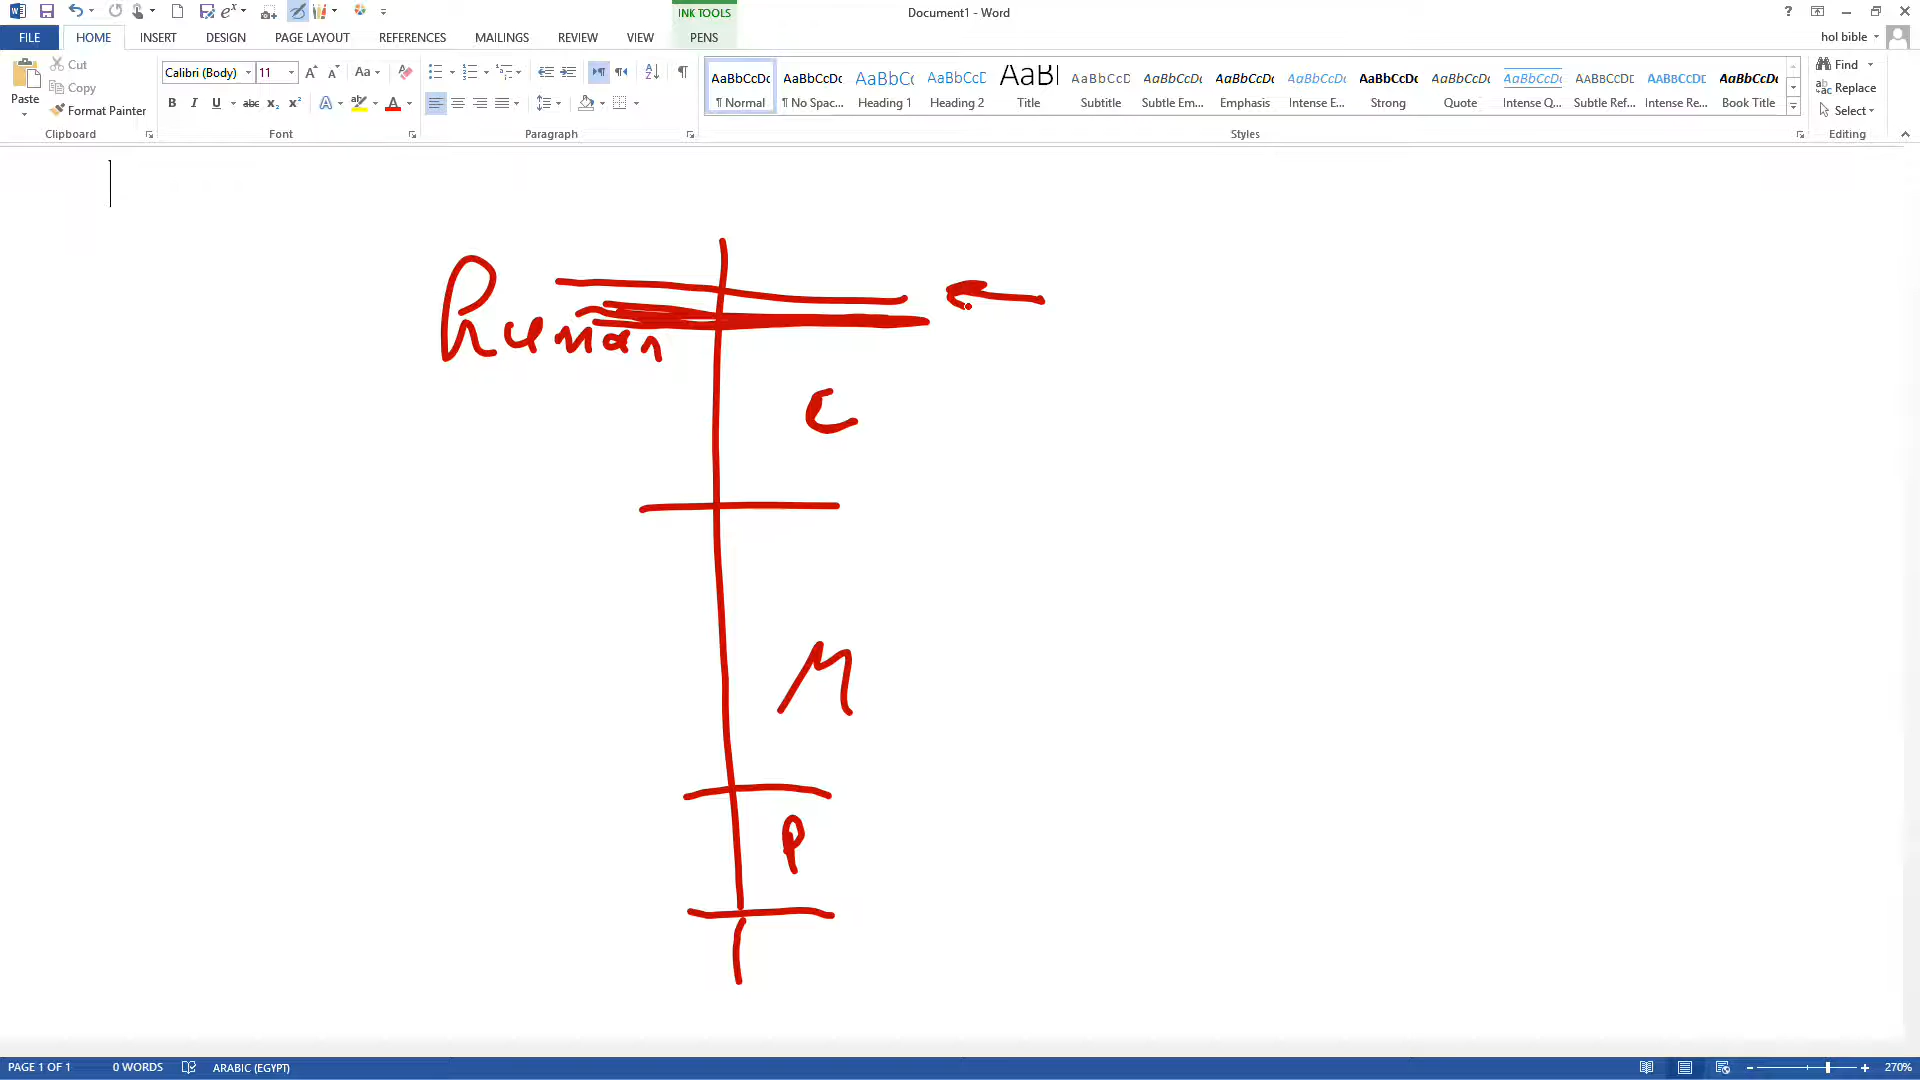 INK TOOLS
Document1 - Word
FILE
HOME
INSERT
DESIGN
PAGE LAYOUT
REFERENCES
MAILINGS
REVIEW
VIEW
PENS
hol bible
Paste
Cut
Copy
Format Painter
Clipboard
Calibri (Body)
11
Font
Paragraph
AaBbCcDc
¶ Normal
AaBbCcDc
¶ No Spac...
AaBbCc
Heading 1
AaBbCcD
Heading 2
AaBl
Title
AaBbCcD
Subtitle
AaBbCcDc
Subtle Em...
AaBbCcDc
Emphasis
AaBbCcDc
Intense E...
AaBbCcDc
Strong
AaBbCcDc
Quote
AaBbCcDc
Intense Q...
AABBCCDE
Subtle Ref...
AABBCCDE
Intense Re...
AaBbCcDc
Book Title
Styles
Find
Replace
Select
Editing
human
C
M
P
PAGE 1 OF 1
0 WORDS
ARABIC (EGYPT)
270%